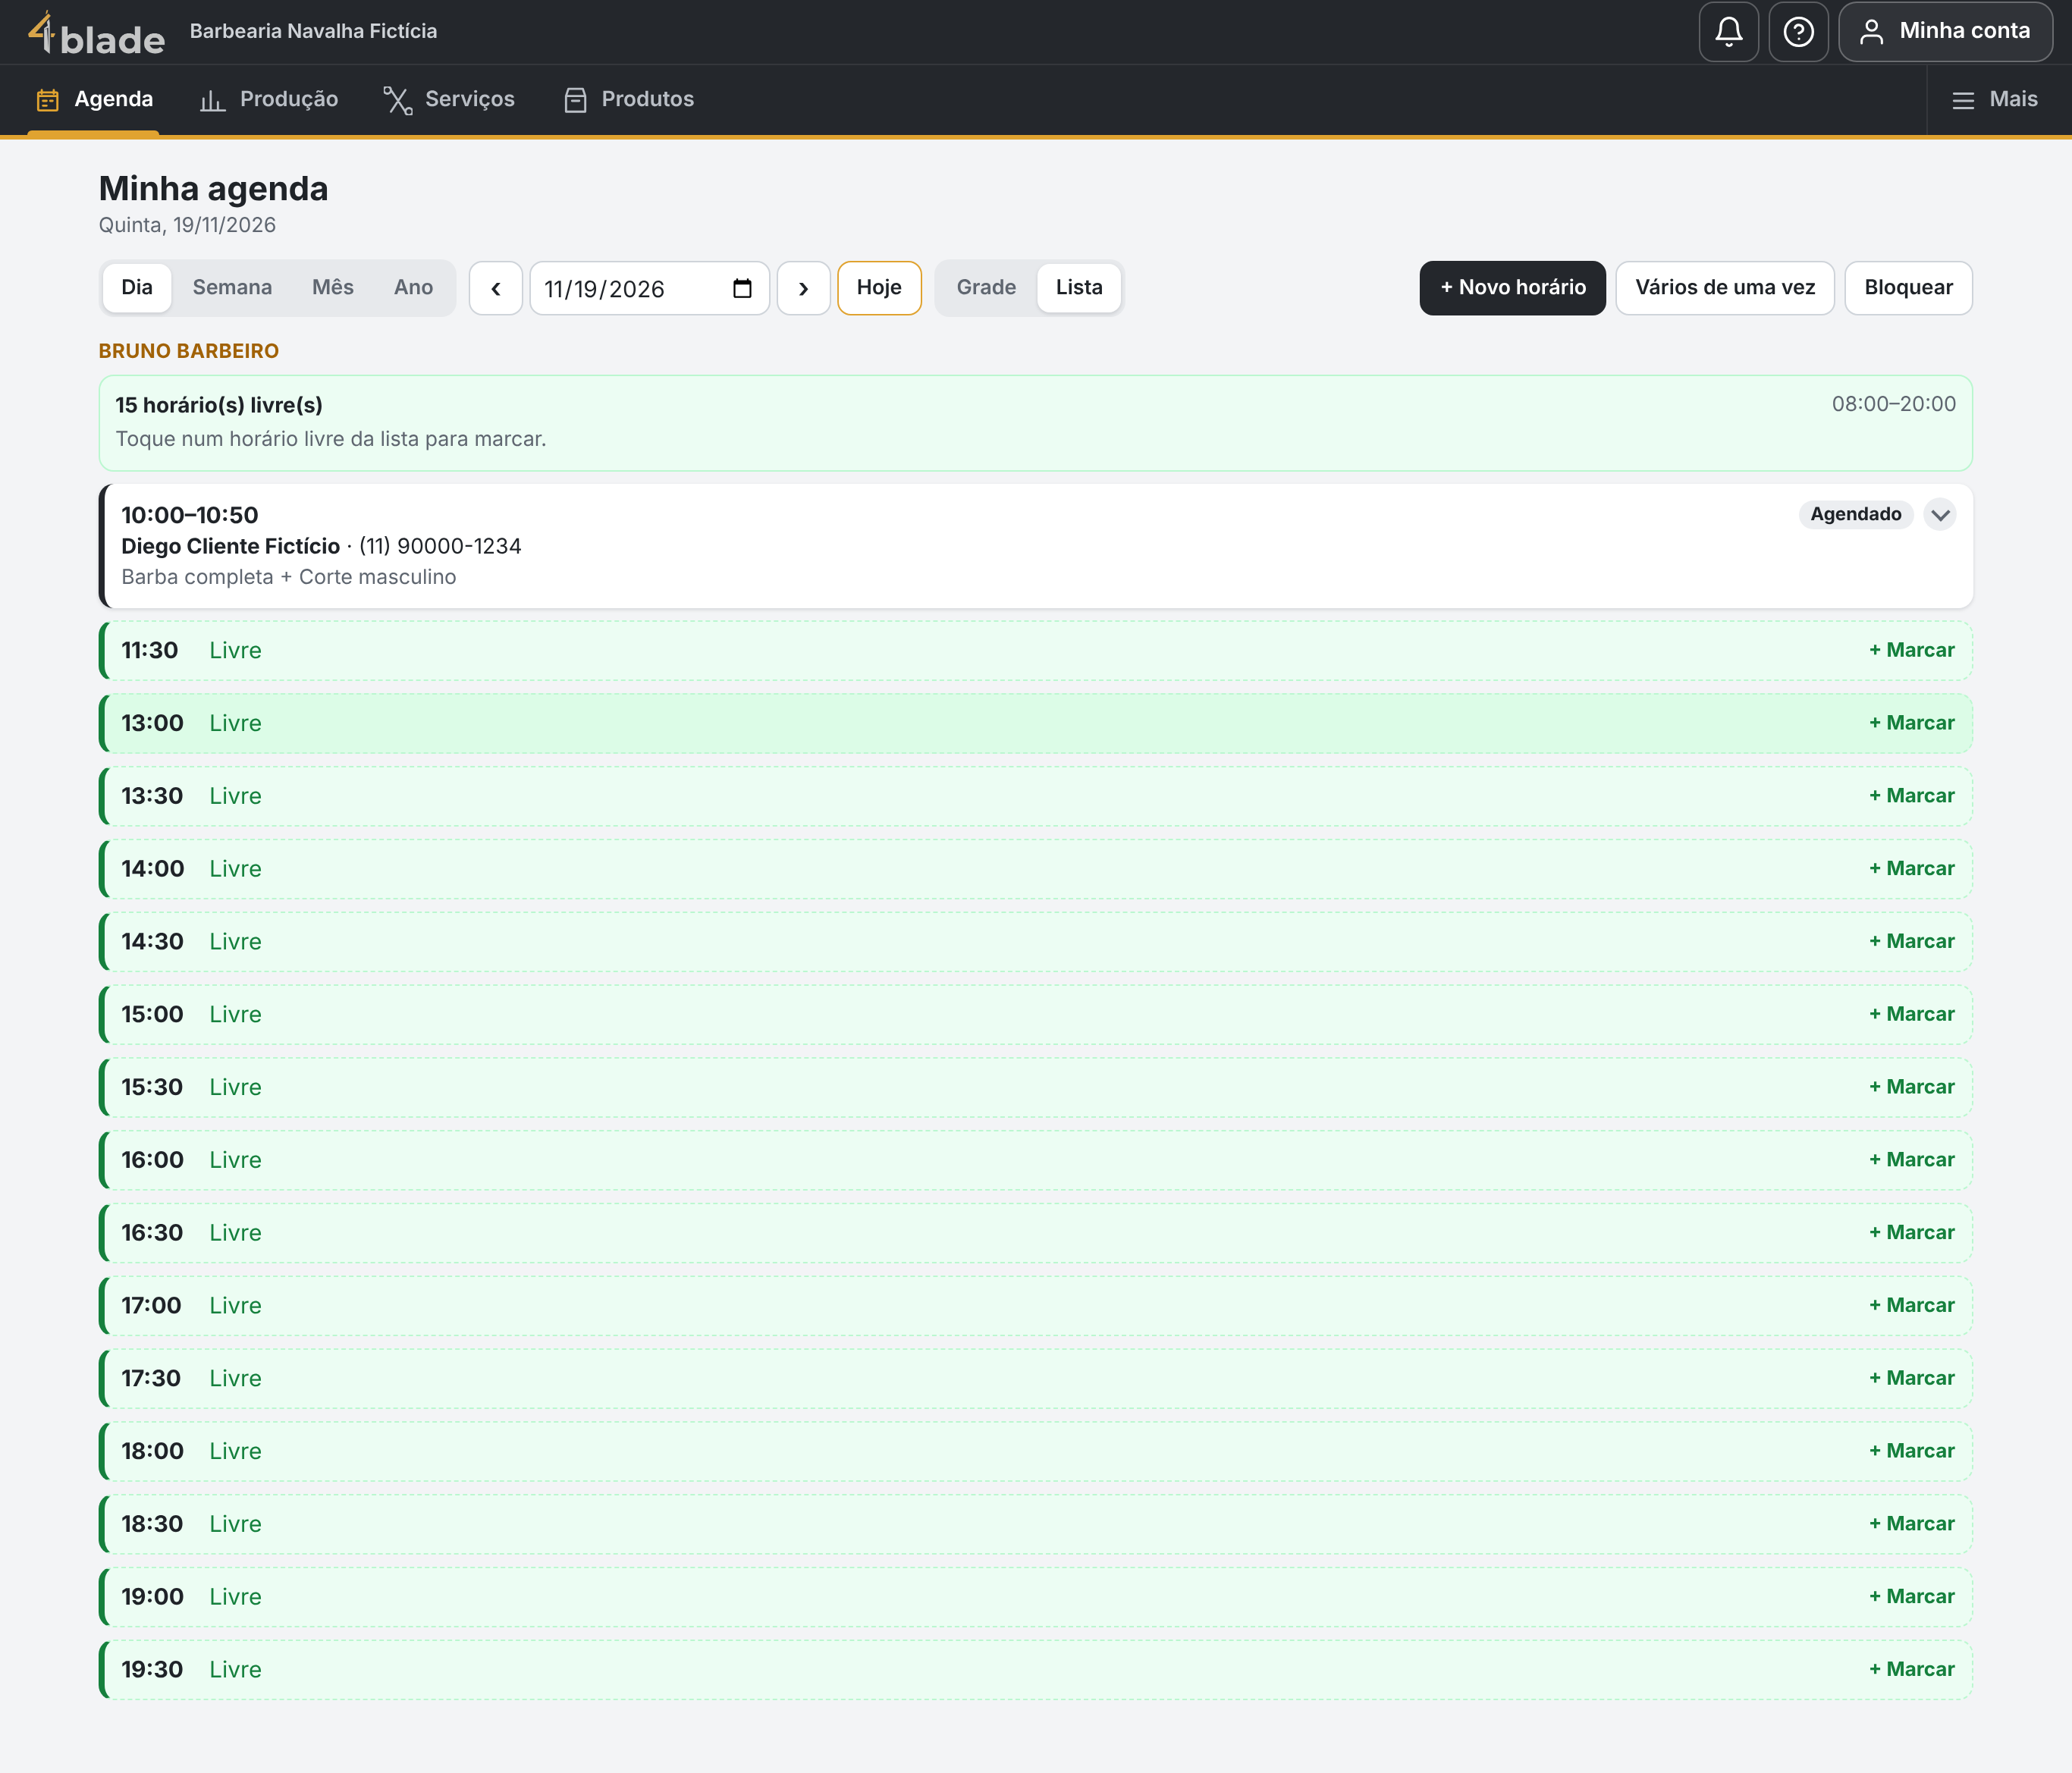 4blade Barbearia Navalha Fictícia Minha conta
Agenda Produção Serviços Produtos Mais
Minha agenda
Quinta, 19/11/2026
Dia Semana Mês Ano ‹ 11/19/2026 › Hoje Grade Lista + Novo horário Vários de uma vez Bloquear
BRUNO BARBEIRO
15 horário(s) livre(s) 08:00–20:00
Toque num horário livre da lista para marcar.
10:00–10:50 Agendado
Diego Cliente Fictício · (11) 90000-1234
Barba completa + Corte masculino
11:30 Livre + Marcar
13:00 Livre + Marcar
13:30 Livre + Marcar
14:00 Livre + Marcar
14:30 Livre + Marcar
15:00 Livre + Marcar
15:30 Livre + Marcar
16:00 Livre + Marcar
16:30 Livre + Marcar
17:00 Livre + Marcar
17:30 Livre + Marcar
18:00 Livre + Marcar
18:30 Livre + Marcar
19:00 Livre + Marcar
19:30 Livre + Marcar